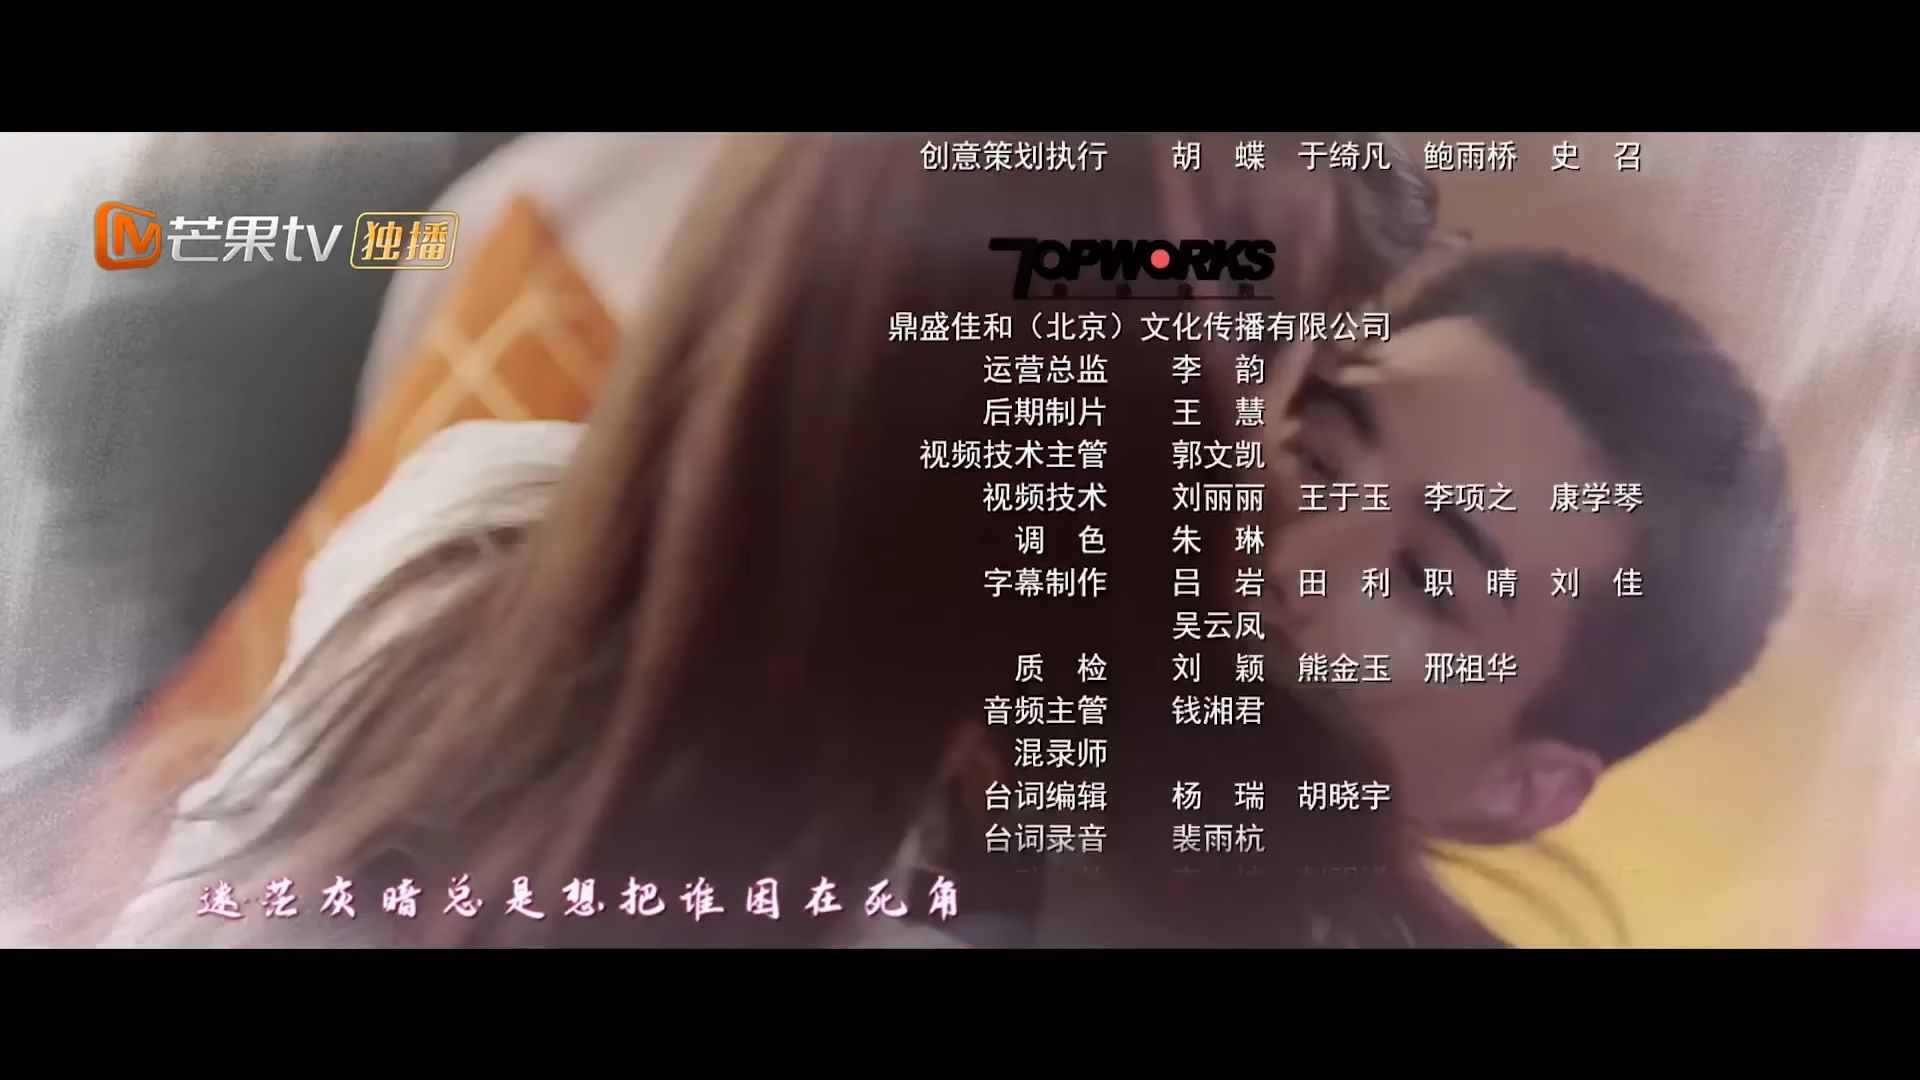 创意策划执行 胡 蝶 于绮凡 鲍雨桥 史 召
芒果tv 独播
TOPWORKS
鼎盛佳和（北京）文化传播有限公司
运营总监 李 韵
后期制片 王 慧
视频技术主管 郭文凯
视频技术 刘丽丽 王于玉 李项之 康学琴
调 色 朱 琳
字幕制作 吕 岩 田 利 职 晴 刘 佳
吴云凤
质 检 刘 颖 熊金玉 邢祖华
音频主管 钱湘君
混录师
台词编辑 杨 瑞 胡晓宇
台词录音 裴雨杭
迷茫灰暗总是想把谁困在死角